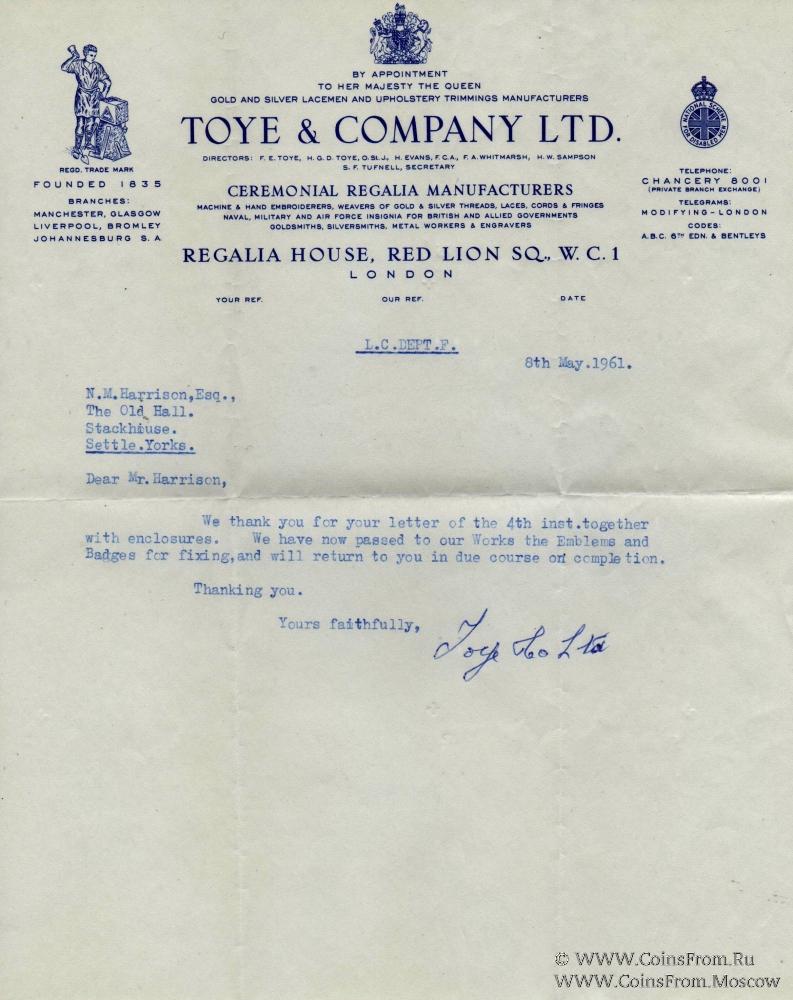 BY APPOINTMENT
TO HER MAJESTY THE QUEEN
GOLD AND SILVER LACEMEN AND UPHOLSTERY TRIMMINGS MANUFACTURERS
TOYE & COMPANY LTD.
DIRECTORS: F. E. TOYE, H. G. D. TOYE, O. St. J., H. EVANS, F.C.A., F. A. WHITMARSH, H. W. SAMPSON
S. F. TUFNELL, SECRETARY
CEREMONIAL REGALIA MANUFACTURERS
MACHINE & HAND EMBROIDERERS, WEAVERS OF GOLD & SILVER THREADS, LACES, CORDS & FRINGES
NAVAL, MILITARY AND AIR FORCE INSIGNIA FOR BRITISH AND ALLIED GOVERNMENTS
GOLDSMITHS, SILVERSMITHS, METAL WORKERS & ENGRAVERS
REGALIA HOUSE, RED LION SQ., W. C. 1
LONDON
REGD. TRADE MARK
FOUNDED 1835
BRANCHES:
MANCHESTER, GLASGOW
LIVERPOOL, BROMLEY
JOHANNESBURG S. A.
NATIONAL SCHEME
FOR DISABLED MEN
TELEPHONE:
CHANCERY 8001
(PRIVATE BRANCH EXCHANGE)
TELEGRAMS:
MODIFYING - LONDON
CODES:
A.B.C. 6TH EDN. & BENTLEYS
YOUR REF. OUR REF. DATE
L.C.DEPT.F.
8th May.1961.
N.M.Harrison,Esq.,
The Old Hall.
Stackhouse.
Settle.Yorks.
Dear Mr.Harrison,
We thank you for your letter of the 4th inst.together
with enclosures. We have now passed to our Works the Emblems and
Badges for fixing,and will return to you in due course on completion.
Thanking you.
Yours faithfully,
Toye & Co Ltd
© WWW.CoinsFrom.Ru
WWW.CoinsFrom.Moscow